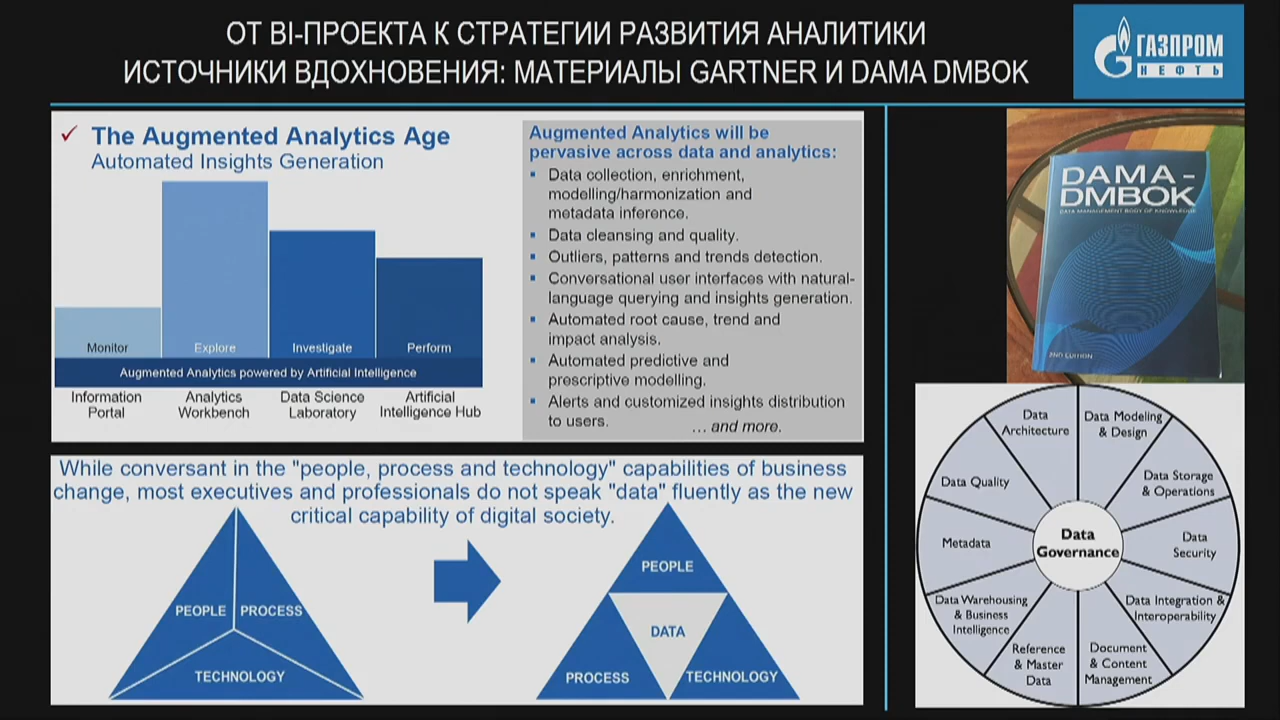 ОТ BI-ПРОЕКТА К СТРАТЕГИИ РАЗВИТИЯ АНАЛИТИКИ
ИСТОЧНИКИ ВДОХНОВЕНИЯ: МАТЕРИАЛЫ GARTNER И DAMA DMBOK
ГАЗПРОМ
НЕФТЬ
The Augmented Analytics Age
Automated Insights Generation
Monitor
Explore
Investigate
Perform
Augmented Analytics powered by Artificial Intelligence
Information
Portal
Analytics
Workbench
Data Science
Laboratory
Artificial
Intelligence Hub
Augmented Analytics will be
pervasive across data and analytics:
▪ Data collection, enrichment,
modelling/harmonization and
metadata inference.
▪ Data cleansing and quality.
▪ Outliers, patterns and trends detection.
▪ Conversational user interfaces with natural-
language querying and insights generation.
▪ Automated root cause, trend and
impact analysis.
▪ Automated predictive and
prescriptive modelling.
▪ Alerts and customized insights distribution
to users.
... and more.
While conversant in the "people, process and technology" capabilities of business
change, most executives and professionals do not speak "data" fluently as the new
critical capability of digital society.
PEOPLE
PROCESS
TECHNOLOGY
PEOPLE
DATA
PROCESS
TECHNOLOGY
DAMA-
DMBOK
DATA MANAGEMENT BODY OF KNOWLEDGE
2ND EDITION
Data
Architecture
Data Modeling
& Design
Data Storage
& Operations
Data
Security
Data Integration &
Interoperability
Document
& Content
Management
Reference
& Master
Data
Data Warehousing
& Business
Intelligence
Metadata
Data Quality
Data
Governance